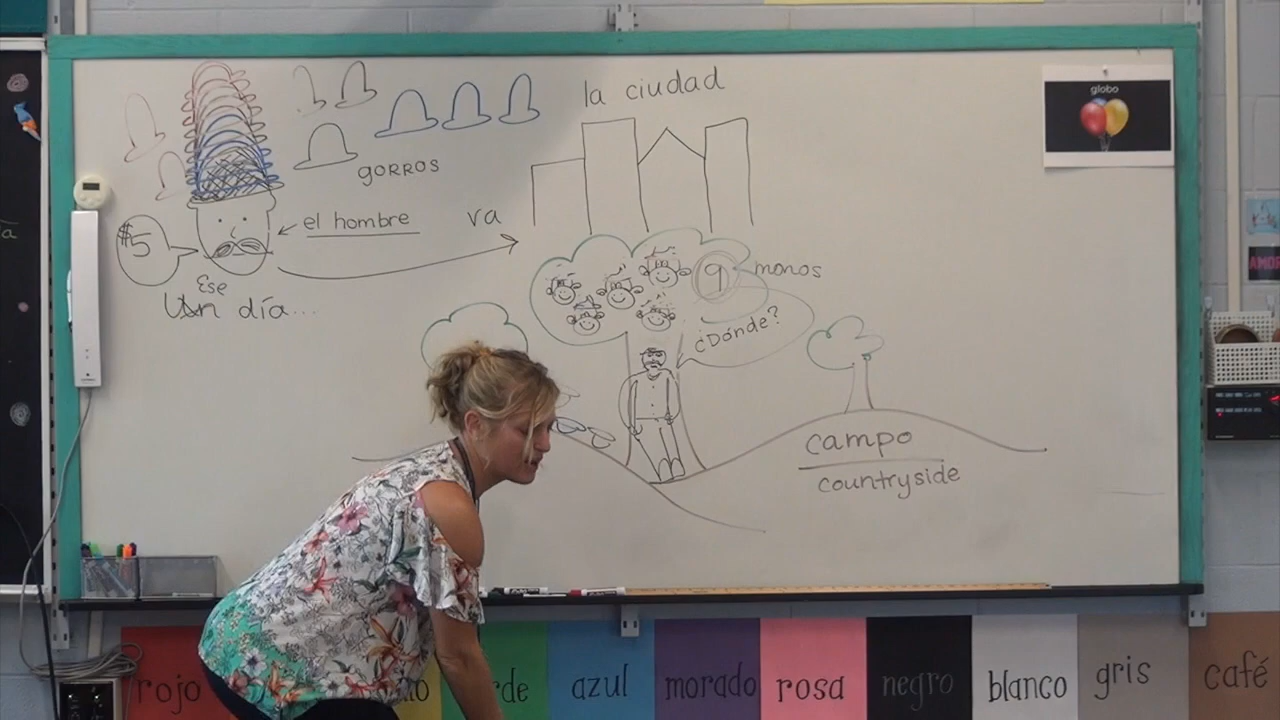 la ciudad
globo
gorros
el hombre
va
#5
Ese
Un día...
9
monos
¿Dónde?
campo
countryside
AMOR
rojo
azul
morado
rosa
negro
blanco
gris
café